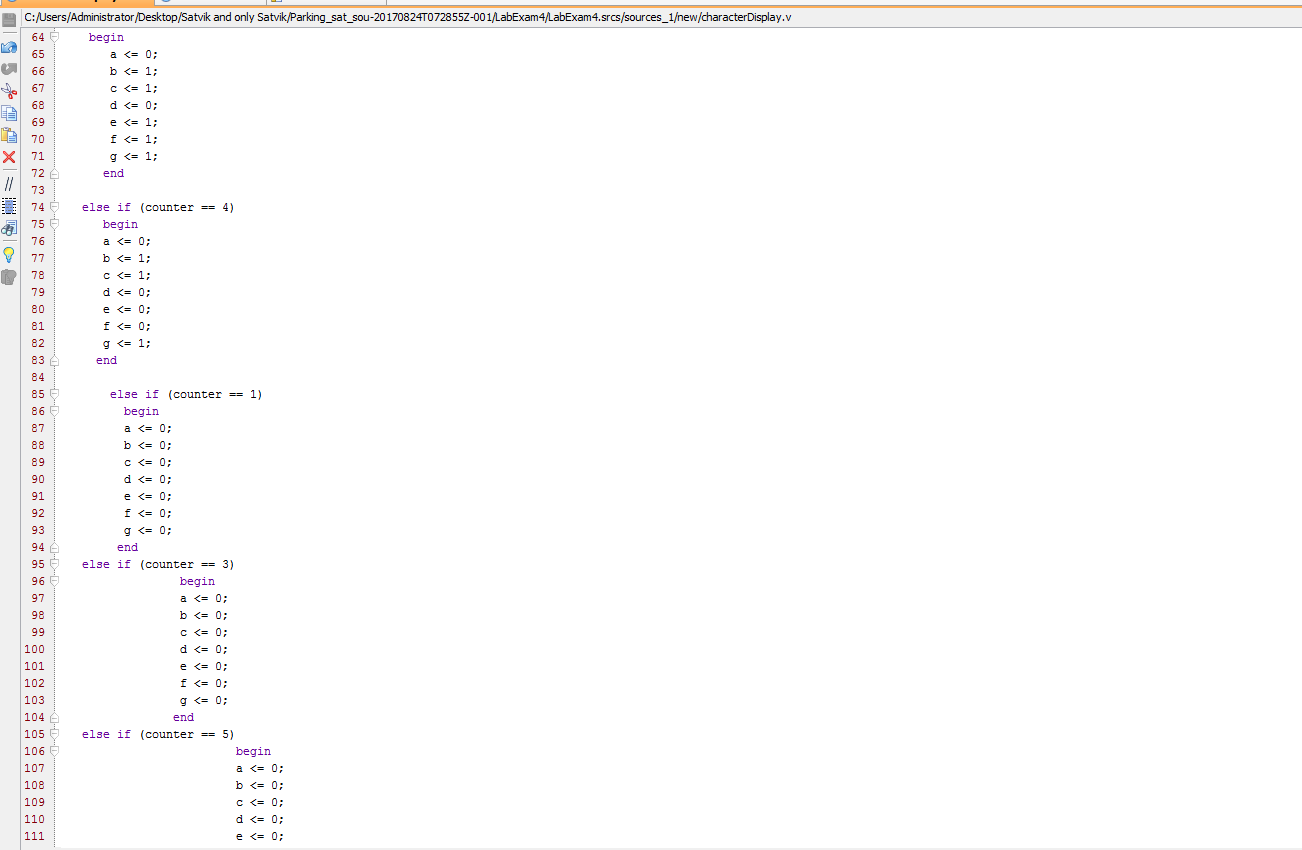 C:/Users/Administrator/Desktop/Satvik and only Satvik/Parking_sat_sou-20170824T072855Z-001/LabExam4/LabExam4.srcs/sources_1/new/characterDisplay.v
64 begin
65 a <= 0;
66 b <= 1;
67 c <= 1;
68 d <= 0;
69 e <= 1;
70 f <= 1;
71 g <= 1;
72 end
73
74 else if (counter == 4)
75 begin
76 a <= 0;
77 b <= 1;
78 c <= 1;
79 d <= 0;
80 e <= 0;
81 f <= 0;
82 g <= 1;
83 end
84
85 else if (counter == 1)
86 begin
87 a <= 0;
88 b <= 0;
89 c <= 0;
90 d <= 0;
91 e <= 0;
92 f <= 0;
93 g <= 0;
94 end
95 else if (counter == 3)
96 begin
97 a <= 0;
98 b <= 0;
99 c <= 0;
100 d <= 0;
101 e <= 0;
102 f <= 0;
103 g <= 0;
104 end
105 else if (counter == 5)
106 begin
107 a <= 0;
108 b <= 0;
109 c <= 0;
110 d <= 0;
111 e <= 0;